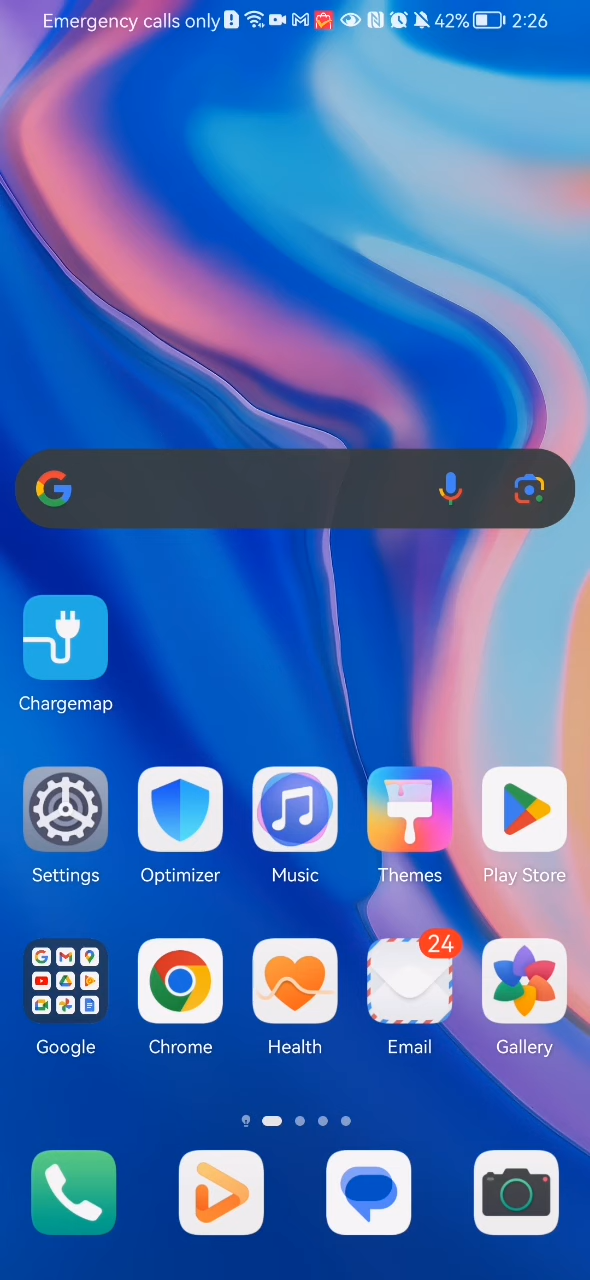 Emergency calls only 42% 2:26
Chargemap
Settings Optimizer Music Themes Play Store
24
Google Chrome Health Email Gallery